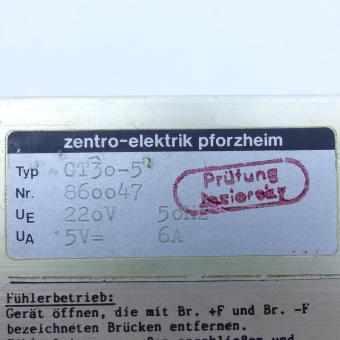 zentro-elektrik pforzheim
Typ GT30-5
Nr. 860047
UE 220V 50HZ
UA 5V= 6A
Prüfung
Jeziorsky
Fühlerbetrieb:
Gerät öffnen, die mit Br. +F und Br. -F
bezeichneten Brücken entfernen.